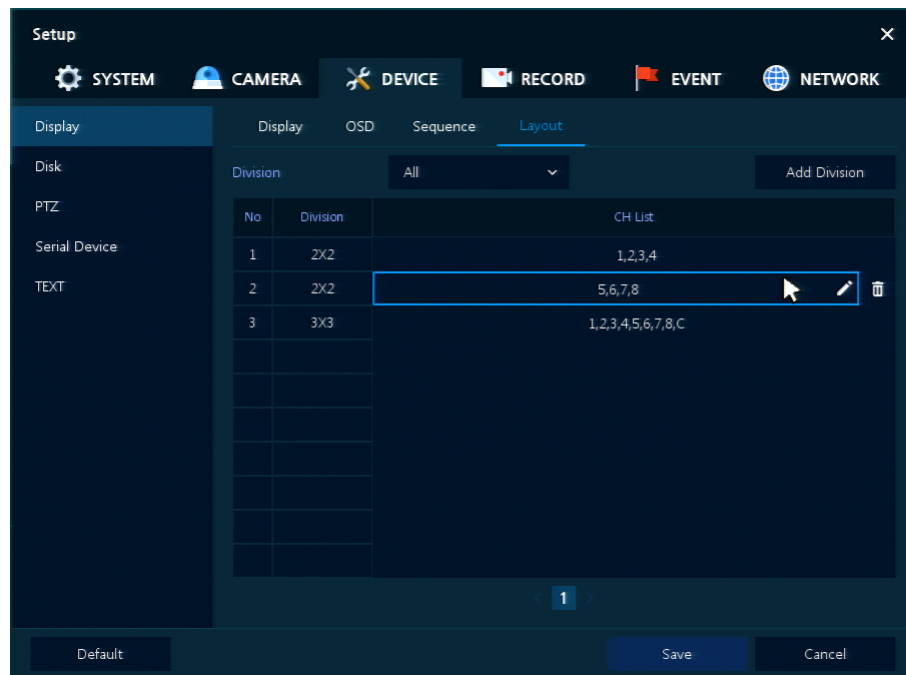 Setup
SYSTEM CAMERA DEVICE RECORD EVENT NETWORK
Display
Disk
PTZ
Serial Device
TEXT
Display OSD Sequence Layout
Division All Add Division
No Division CH List
1 2X2 1,2,3,4
2 2X2 5,6,7,8
3 3X3 1,2,3,4,5,6,7,8,C
1
Default Save Cancel